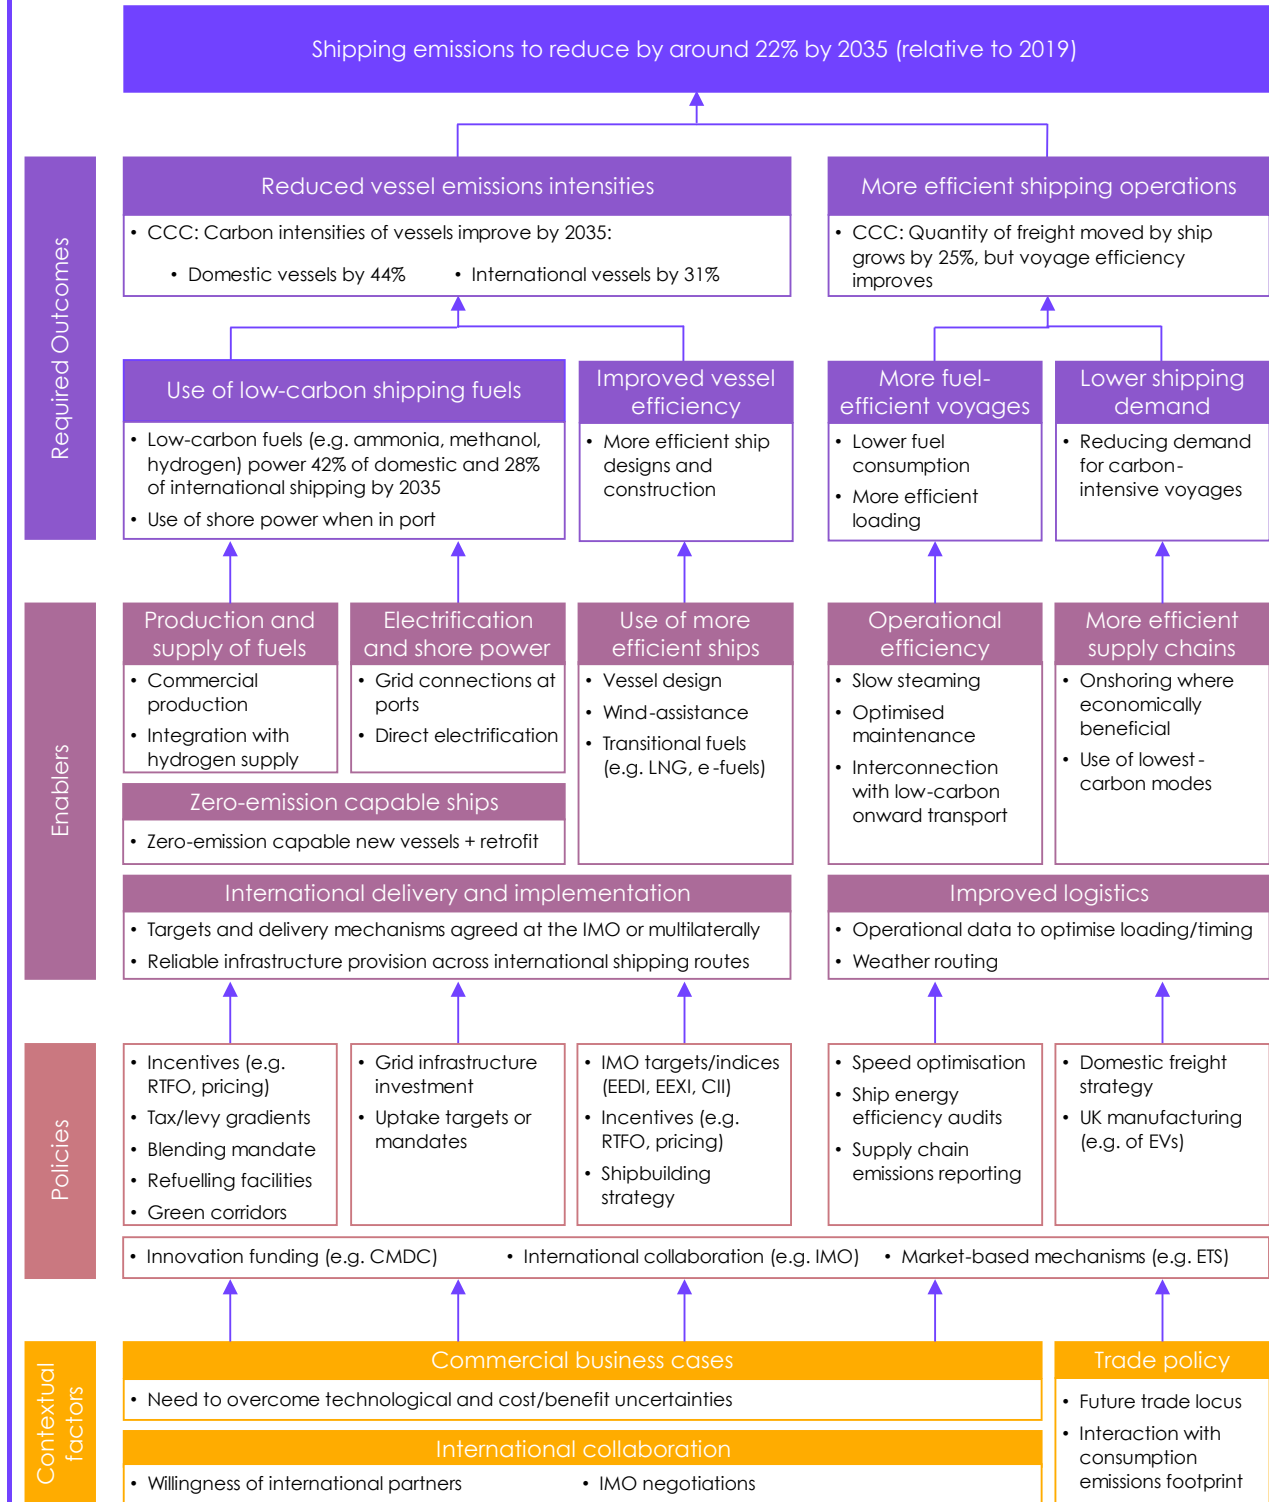 Shipping emissions to reduce by around 22% by 2035 (relative to 2019)
Required Outcomes
Reduced vessel emissions intensities
• CCC: Carbon intensities of vessels improve by 2035:
• Domestic vessels by 44%
• International vessels by 31%
More efficient shipping operations
• CCC: Quantity of freight moved by ship
grows by 25%, but voyage efficiency
improves
Use of low-carbon shipping fuels
• Low-carbon fuels (e.g. ammonia, methanol,
hydrogen) power 42% of domestic and 28%
of international shipping by 2035
• Use of shore power when in port
Improved vessel
efficiency
• More efficient ship
designs and
construction
More fuel-
efficient voyages
• Lower fuel
consumption
• More efficient
loading
Lower shipping
demand
• Reducing demand
for carbon-
intensive voyages
Enablers
Production and
supply of fuels
• Commercial
production
• Integration with
hydrogen supply
Electrification
and shore power
• Grid connections at
ports
• Direct electrification
Zero-emission capable ships
• Zero-emission capable new vessels + retrofit
Use of more
efficient ships
• Vessel design
• Wind-assistance
• Transitional fuels
(e.g. LNG, e-fuels)
Operational
efficiency
• Slow steaming
• Optimised
maintenance
• Interconnection
with low-carbon
onward transport
More efficient
supply chains
• Onshoring where
economically
beneficial
• Use of lowest-
carbon modes
International delivery and implementation
• Targets and delivery mechanisms agreed at the IMO or multilaterally
• Reliable infrastructure provision across international shipping routes
Improved logistics
• Operational data to optimise loading/timing
• Weather routing
Policies
• Incentives (e.g.
RTFO, pricing)
• Tax/levy gradients
• Blending mandate
• Refuelling facilities
• Green corridors
• Grid infrastructure
investment
• Uptake targets or
mandates
• IMO targets/indices
(EEDI, EEXI, CII)
• Incentives (e.g.
RTFO, pricing)
• Shipbuilding
strategy
• Speed optimisation
• Ship energy
efficiency audits
• Supply chain
emissions reporting
• Domestic freight
strategy
• UK manufacturing
(e.g. of EVs)
• Innovation funding (e.g. CMDC)
• International collaboration (e.g. IMO)
• Market-based mechanisms (e.g. ETS)
Contextual
factors
Commercial business cases
• Need to overcome technological and cost/benefit uncertainties
International collaboration
• Willingness of international partners
• IMO negotiations
Trade policy
• Future trade locus
• Interaction with
consumption
emissions footprint